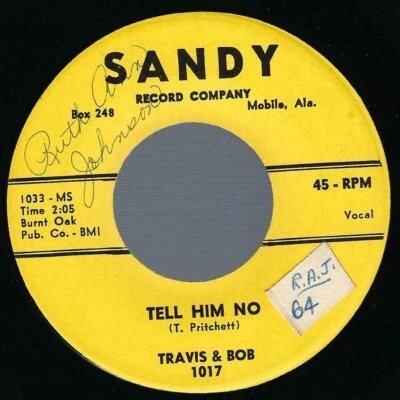 SANDY
RECORD COMPANY
Box 248
Mobile, Ala.
Ruth Ann
Johnson
1033 - MS
Time 2:05
Burnt Oak
Pub. Co. - BMI
45 - RPM
Vocal
R.A.J.
64
TELL HIM NO
(T. Pritchett)
TRAVIS & BOB
1017